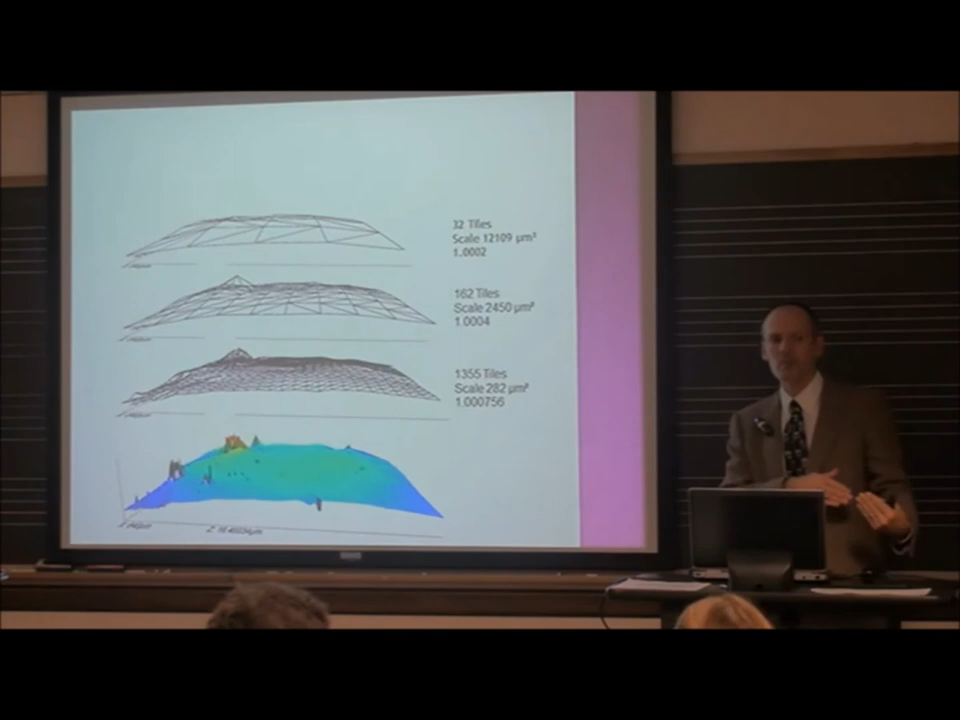 32 Tiles
Scale 12109 µm²
1.0002
162 Tiles
Scale 2450 µm²
1.0004
1355 Tiles
Scale 282 µm²
1.000756